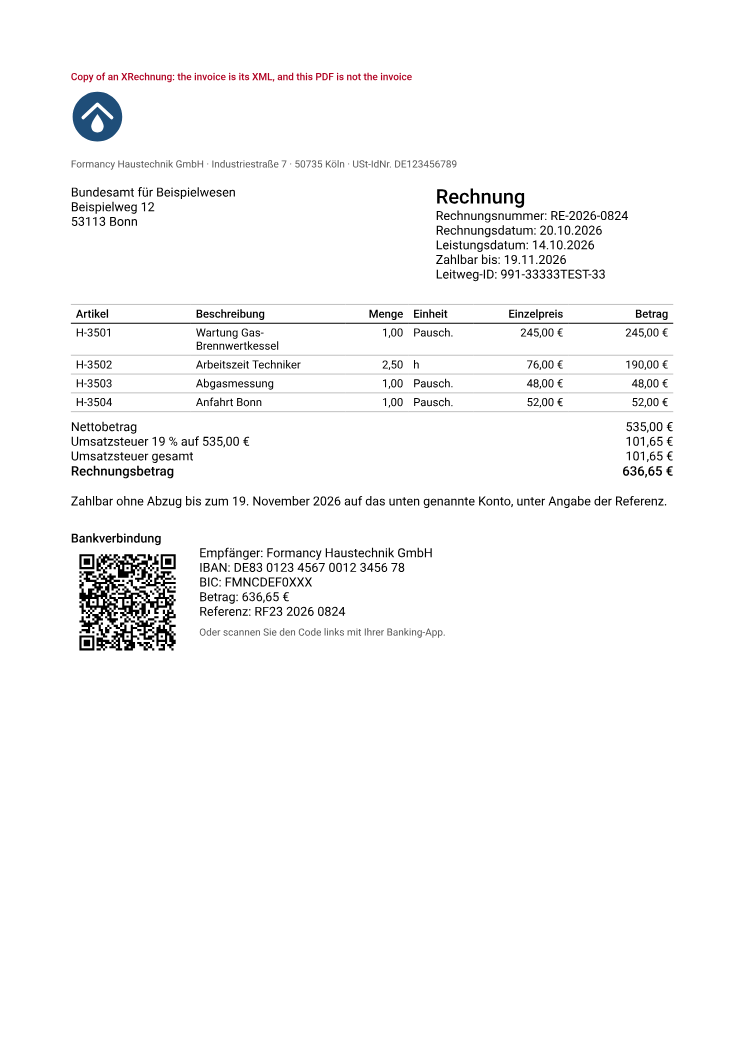 Copy of an XRechnung: the invoice is its XML, and this PDF is not the invoice
Formancy Haustechnik GmbH · Industriestraße 7 · 50735 Köln · USt-IdNr. DE123456789
Bundesamt für Beispielwesen
Beispielweg 12
53113 Bonn
Rechnung
Rechnungsnummer: RE-2026-0824
Rechnungsdatum: 20.10.2026
Leistungsdatum: 14.10.2026
Zahlbar bis: 19.11.2026
Leitweg-ID: 991-33333TEST-33
Artikel Beschreibung Menge Einheit Einzelpreis Betrag
H-3501 Wartung Gas- 1,00 Pausch. 245,00 € 245,00 €
Brennwertkessel
H-3502 Arbeitszeit Techniker 2,50 h 76,00 € 190,00 €
H-3503 Abgasmessung 1,00 Pausch. 48,00 € 48,00 €
H-3504 Anfahrt Bonn 1,00 Pausch. 52,00 € 52,00 €
Nettobetrag 535,00 €
Umsatzsteuer 19 % auf 535,00 € 101,65 €
Umsatzsteuer gesamt 101,65 €
Rechnungsbetrag 636,65 €
Zahlbar ohne Abzug bis zum 19. November 2026 auf das unten genannte Konto, unter Angabe der Referenz.
Bankverbindung
Empfänger: Formancy Haustechnik GmbH
IBAN: DE83 0123 4567 0012 3456 78
BIC: FMNCDEF0XXX
Betrag: 636,65 €
Referenz: RF23 2026 0824
Oder scannen Sie den Code links mit Ihrer Banking-App.